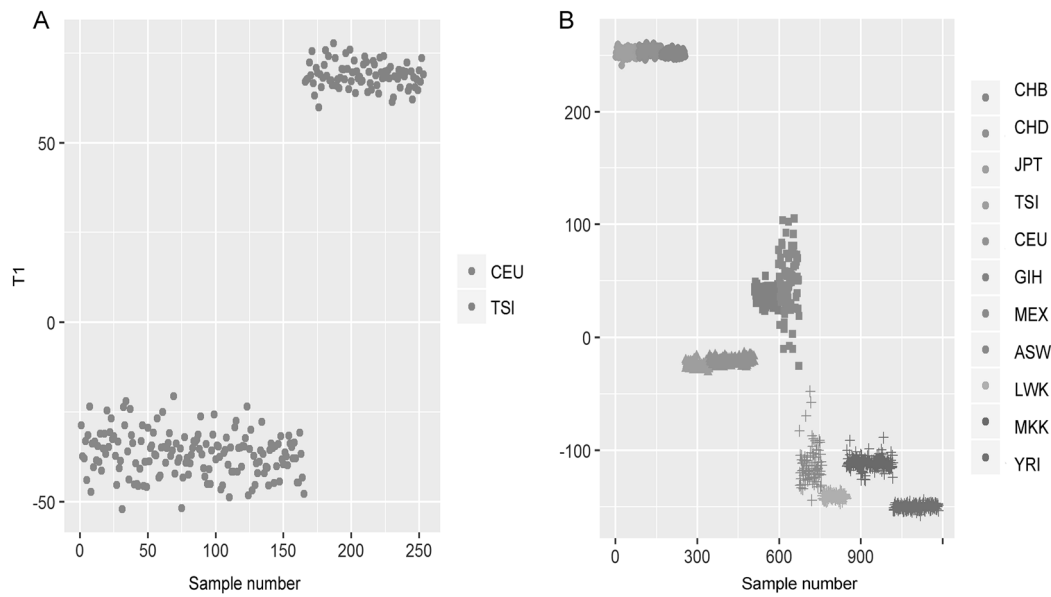 A
T1
50
0
-50
0 50 100 150 200 250
Sample number
CEU
TSI
B
200
100
0
-100
0 300 600 900
Sample number
CHB
CHD
JPT
TSI
CEU
GIH
MEX
ASW
LWK
MKK
YRI